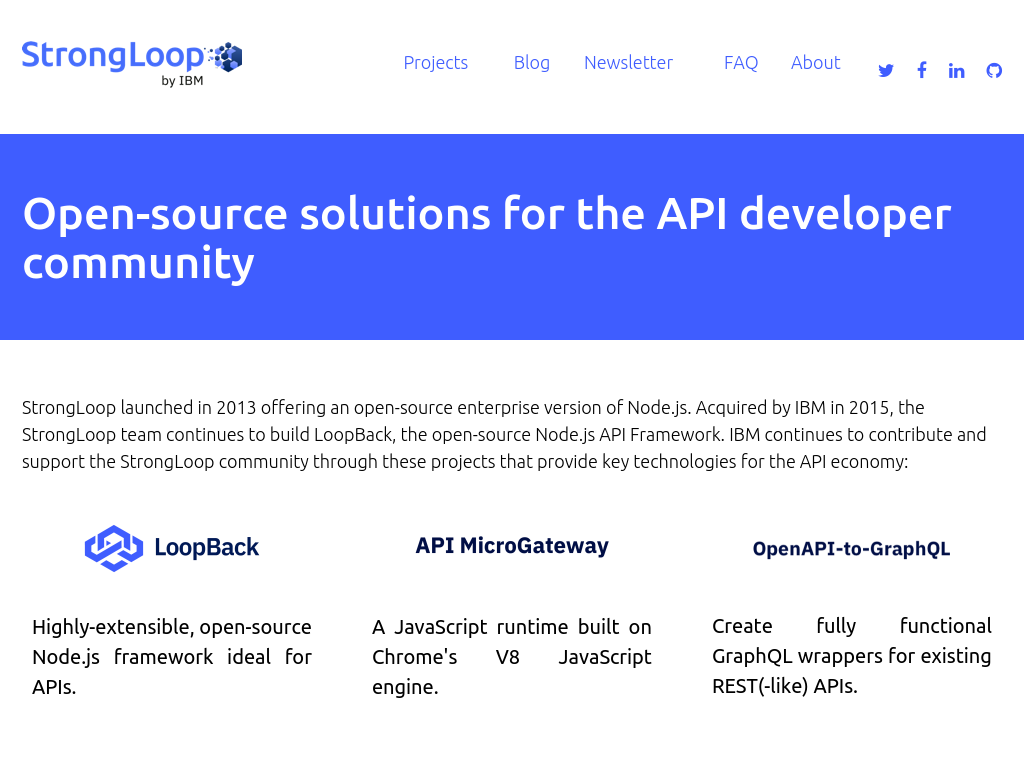 StrongLoop
by IBM
Projects Blog Newsletter FAQ About
Open-source solutions for the API developer
community
StrongLoop launched in 2013 offering an open-source enterprise version of Node.js. Acquired by IBM in 2015, the
StrongLoop team continues to build LoopBack, the open-source Node.js API Framework. IBM continues to contribute and
support the StrongLoop community through these projects that provide key technologies for the API economy:
LoopBack
Highly-extensible, open-source
Node.js framework ideal for
APIs.
API MicroGateway
A JavaScript runtime built on
Chrome's V8 JavaScript
engine.
OpenAPI-to-GraphQL
Create fully functional
GraphQL wrappers for existing
REST(-like) APIs.